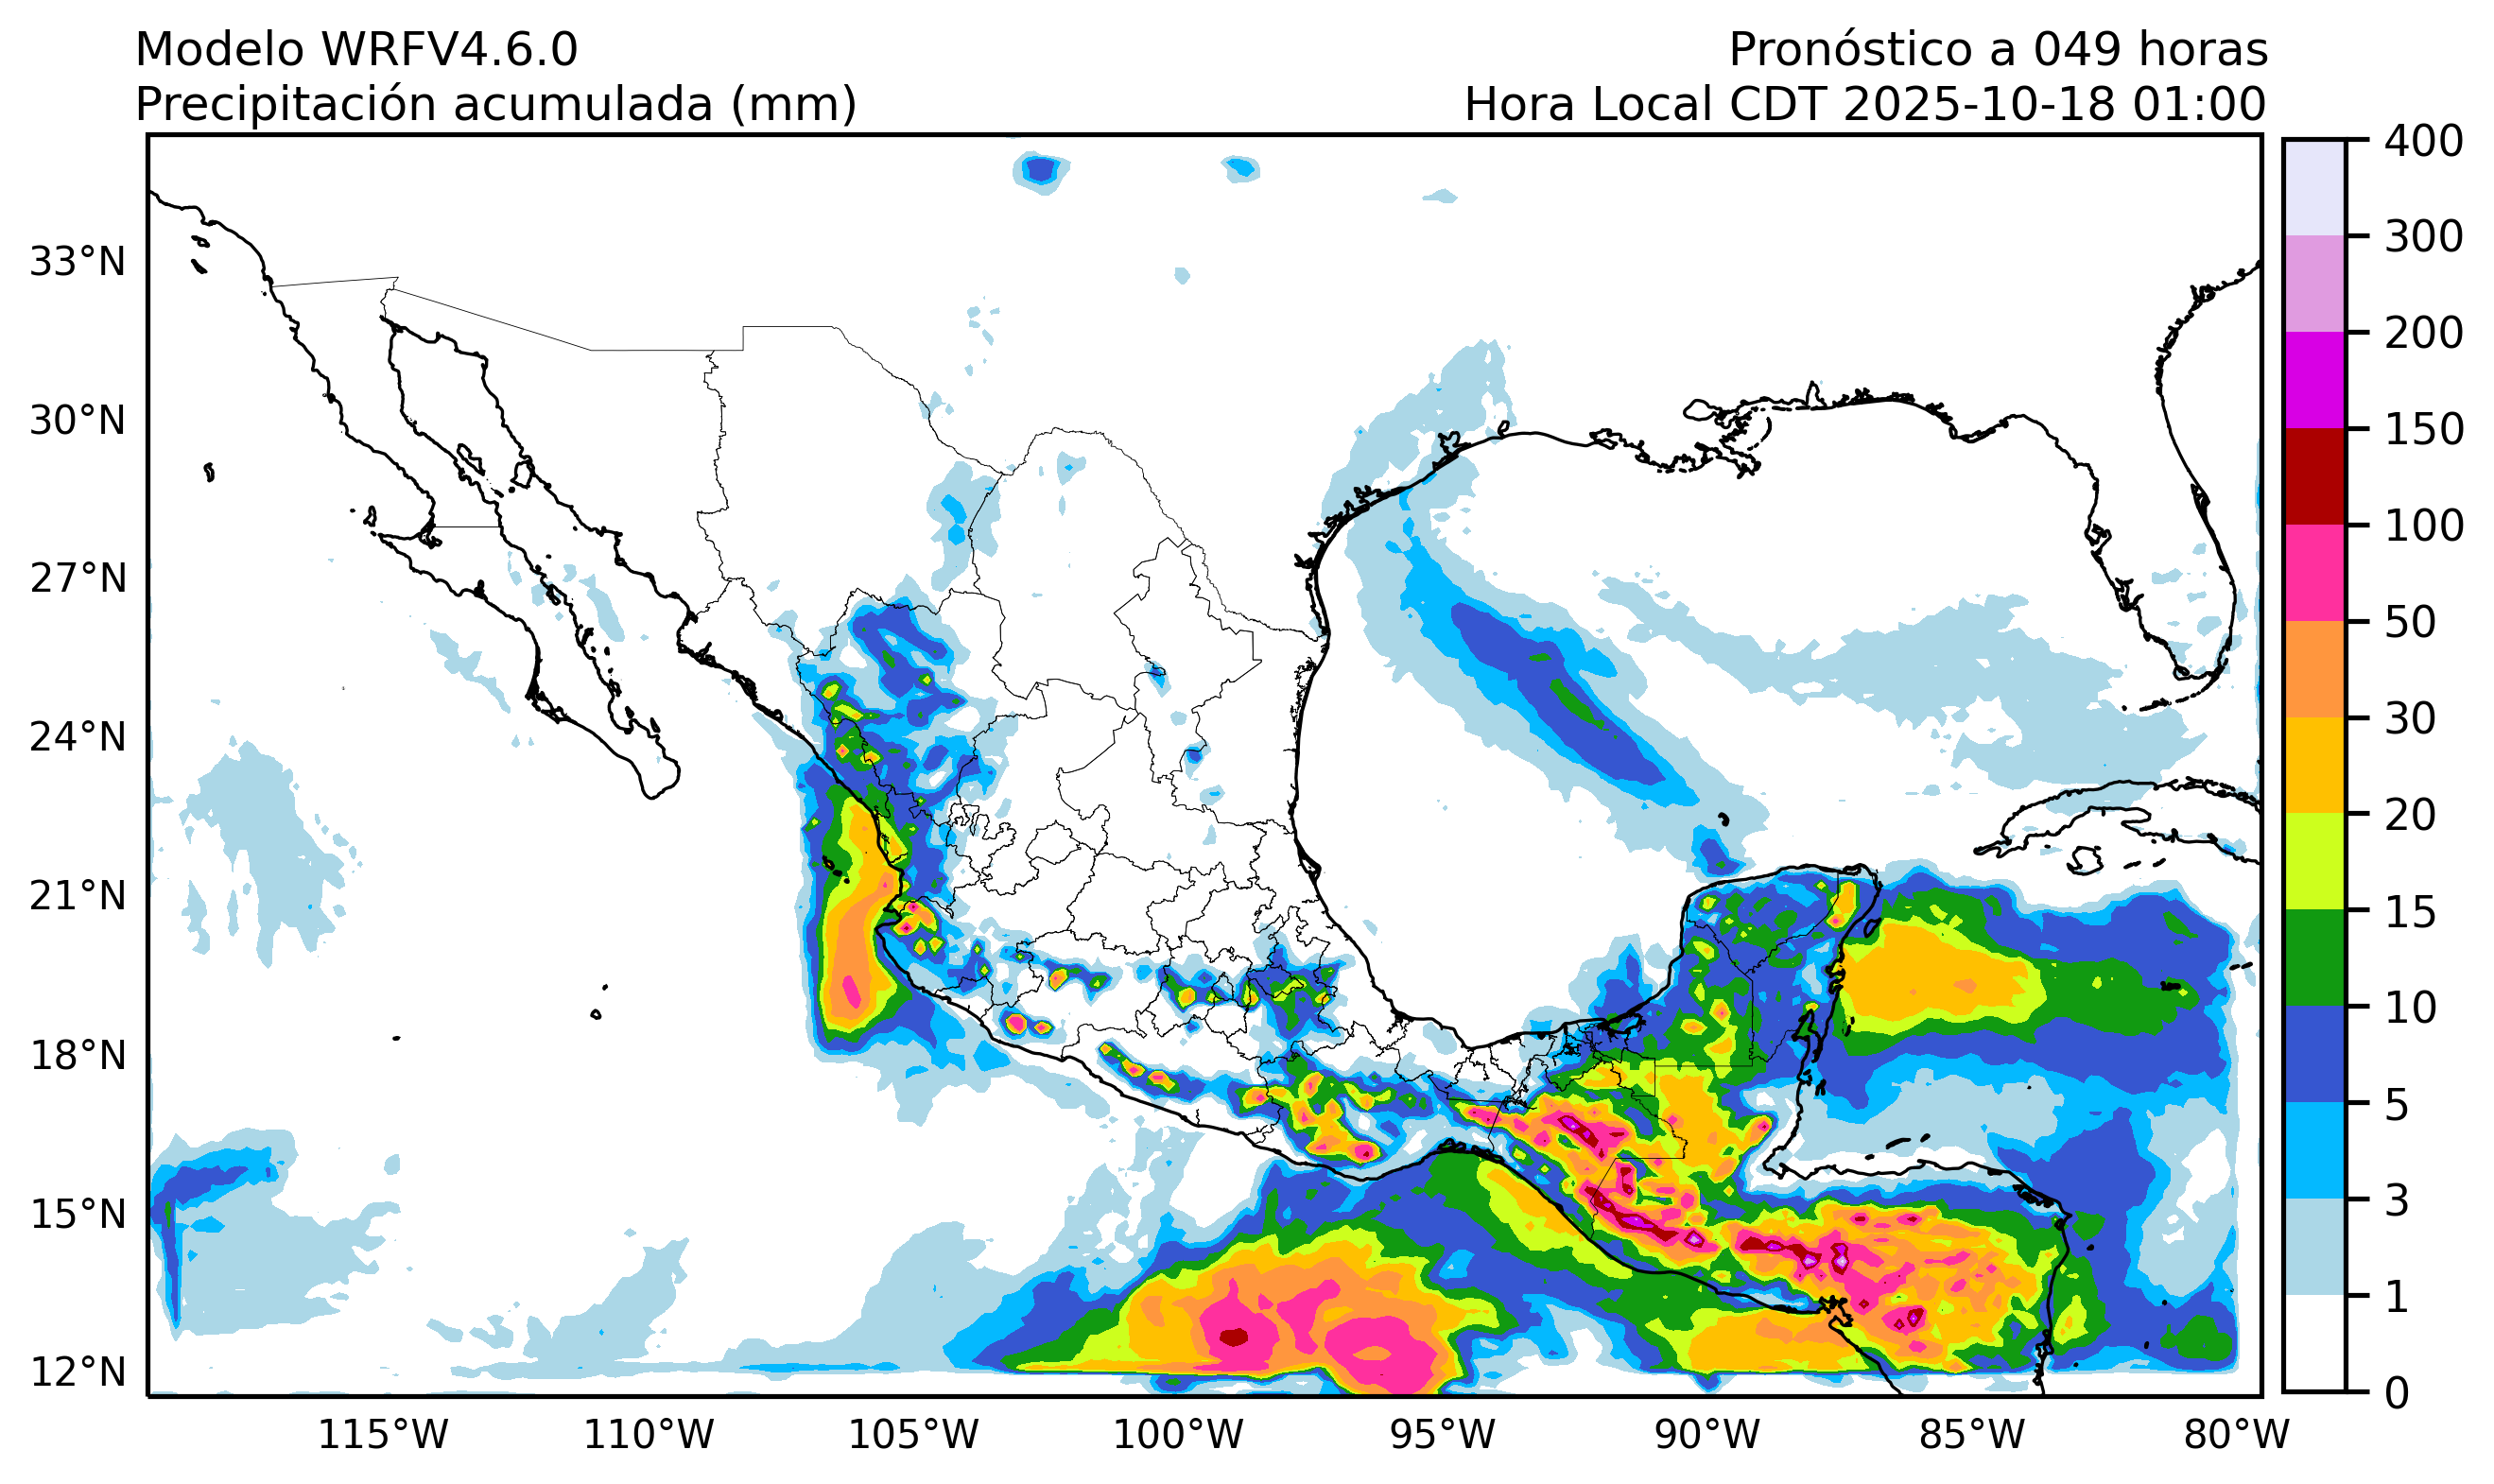 Modelo WRFV4.6.0
Pronóstico a 049 horas
Precipitación acumulada (mm)
Hora Local CDT 2025-10-18 01:00
400
300
200
150
100
50
30
20
15
10
5
3
1
0
33°N
30°N
27°N
24°N
21°N
18°N
15°N
12°N
115°W
110°W
105°W
100°W
95°W
90°W
85°W
80°W